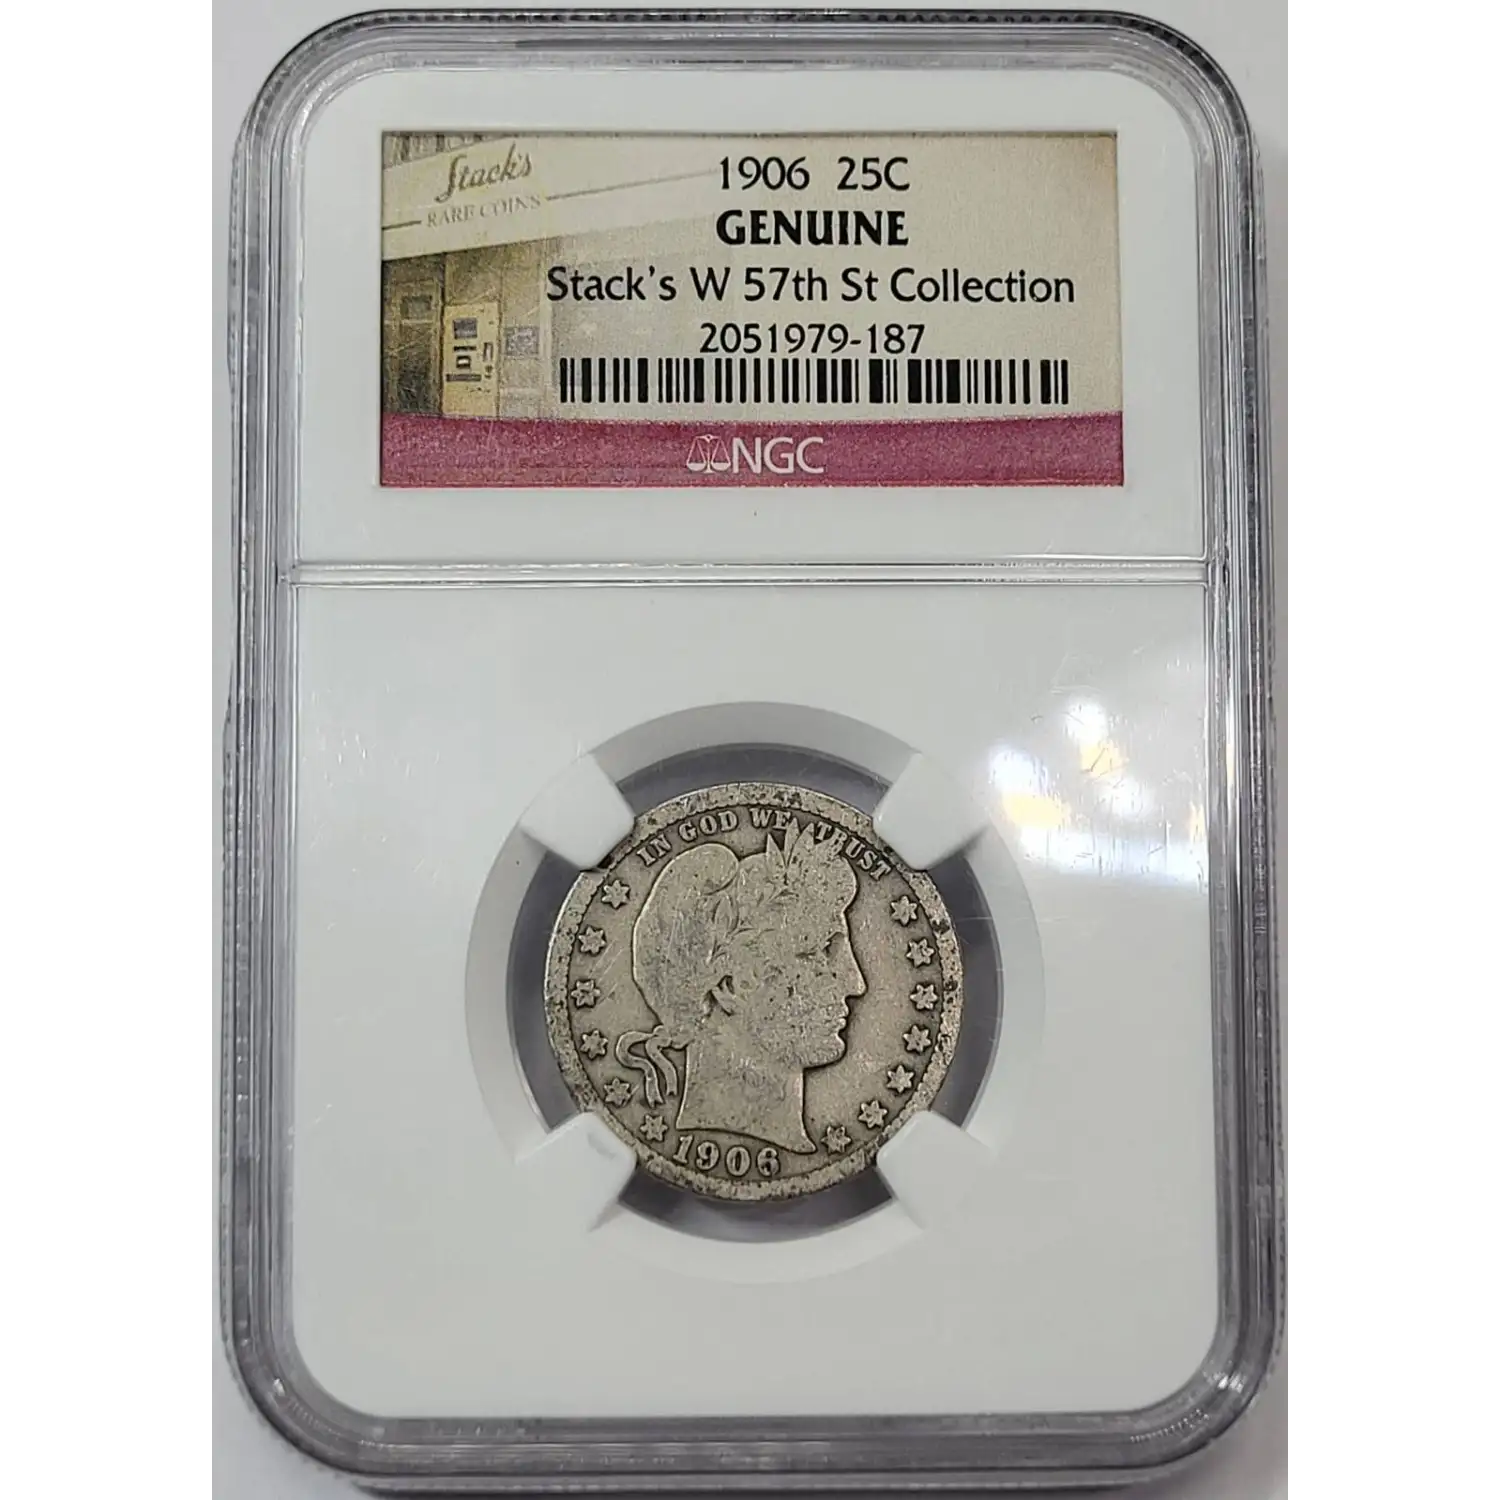 Stack's
RARE COINS
1906 25C
GENUINE
Stack's W 57th St Collection
2051979-187
NGC
IN GOD WE TRUST
1906